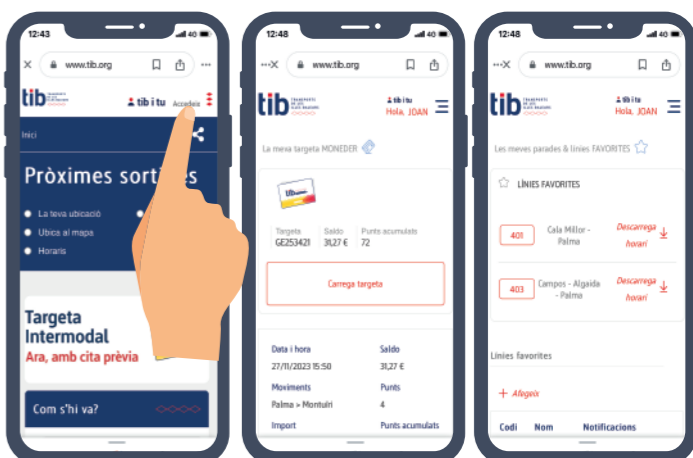 12:43
4G
www.tib.org
tib
tib i tu
Accedeix
Inici
Pròximes
La teva ubicació
Ubica al mapa
Horaris
Targeta
Intermodal
Ara, amb cita prèvia
Com s'hi va?
12:48
4G
www.tib.org
tib
tib i tu
Hola, JOAN
La meva targeta MONEDER
Targeta Saldo Punts acumulats
GE253421 31,27 € 72
Carrega targeta
Data i hora Saldo
27/11/2023 15:50 31,27 €
Moviments Punts
Palma > Montuïri 4
Import Punts acumulats
12:48
4G
www.tib.org
tib
tib i tu
Hola, JOAN
Les meves parades & línies FAVORITES
LÍNIES FAVORITES
401 Cala Millor - Palma Descarrega horari
403 Campos - Algaida - Palma Descarrega horari
Línies favorites
+ Afegeix
Codi Nom Notificacions